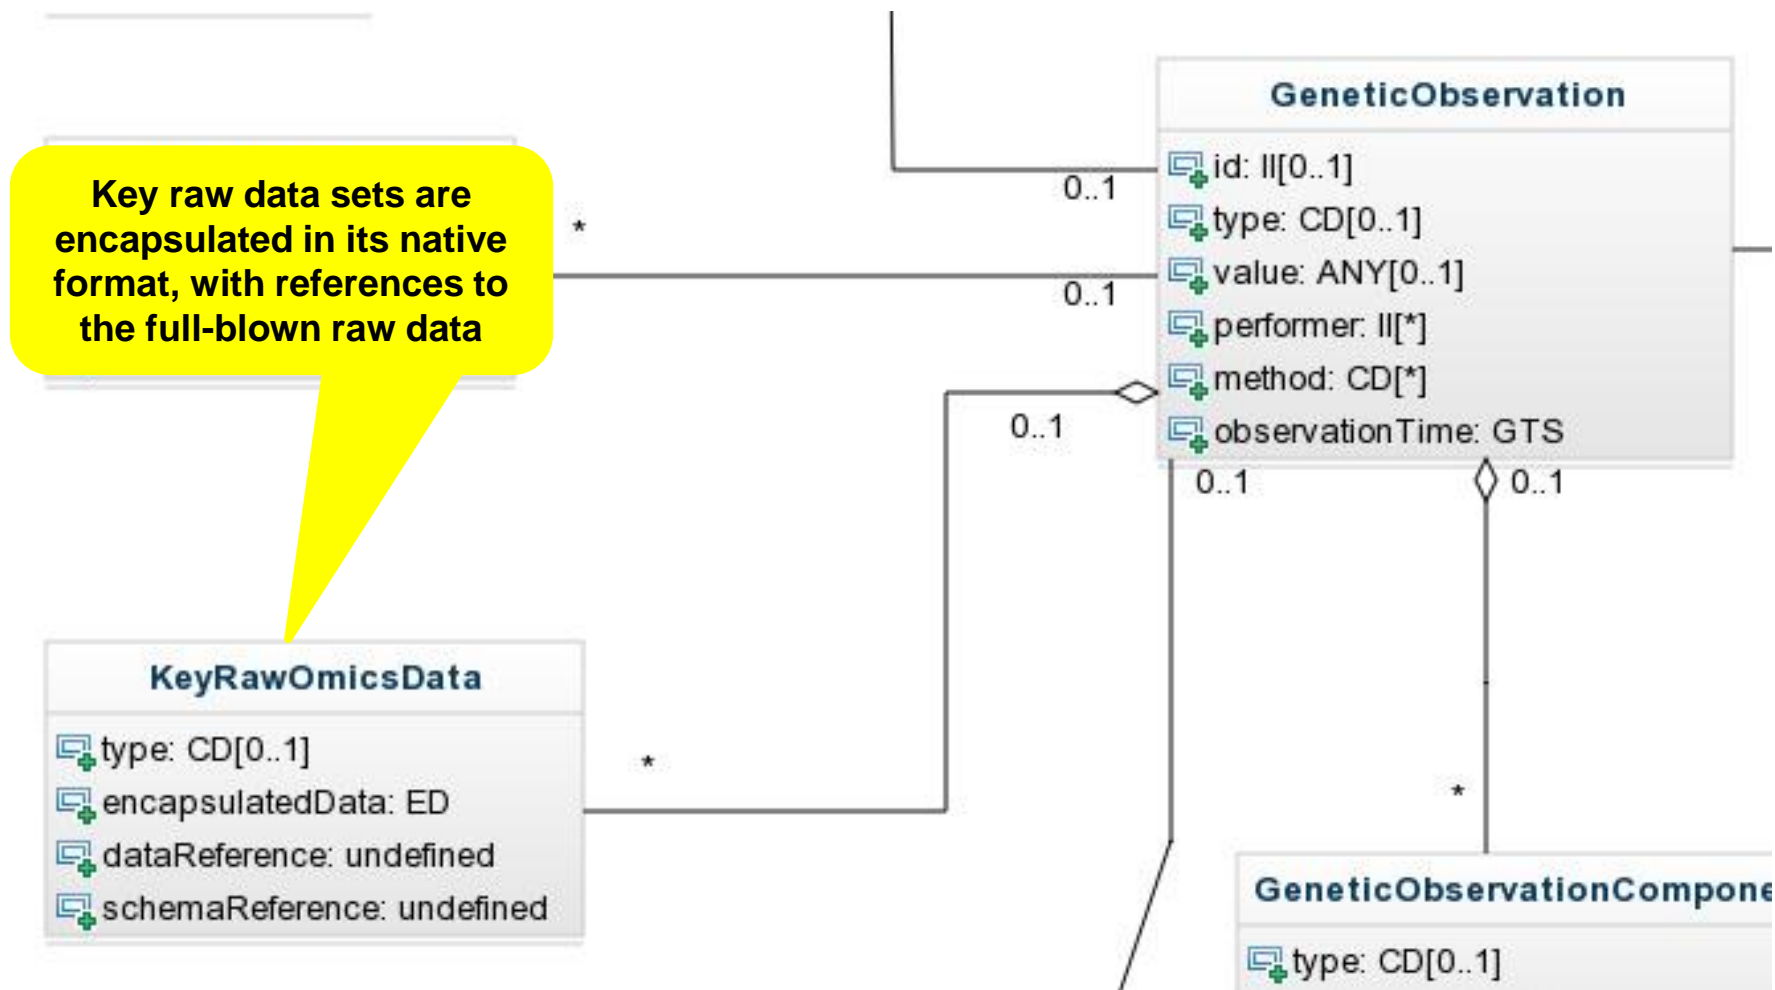 GeneticObservation
id: II[0..1]
type: CD[0..1]
value: ANY[0..1]
performer: II[*]
method: CD[*]
observationTime: GTS
0..1
*
0..1
0..1
0..1
0..1
Key raw data sets are
encapsulated in its native
format, with references to
the full-blown raw data
KeyRawOmicsData
type: CD[0..1]
encapsulatedData: ED
dataReference: undefined
schemaReference: undefined
*
*
GeneticObservationCompone
type: CD[0..1]